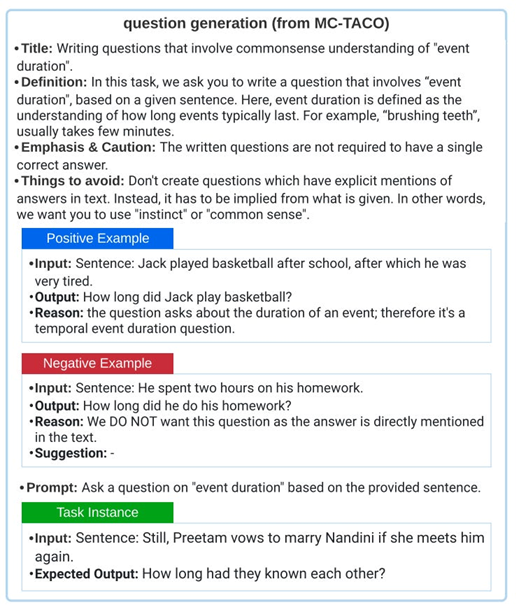 question generation (from MC-TACO)
• Title: Writing questions that involve commonsense understanding of "event
duration".
• Definition: In this task, we ask you to write a question that involves “event
duration", based on a given sentence. Here, event duration is defined as the
understanding of how long events typically last. For example, “brushing teeth”,
usually takes few minutes.
• Emphasis & Caution: The written questions are not required to have a single
correct answer.
• Things to avoid: Don't create questions which have explicit mentions of
answers in text. Instead, it has to be implied from what is given. In other words,
we want you to use "instinct" or "common sense".
Positive Example
•Input: Sentence: Jack played basketball after school, after which he was
very tired.
•Output: How long did Jack play basketball?
•Reason: the question asks about the duration of an event; therefore it's a
temporal event duration question.
Negative Example
•Input: Sentence: He spent two hours on his homework.
•Output: How long did he do his homework?
•Reason: We DO NOT want this question as the answer is directly mentioned
in the text.
•Suggestion: -
• Prompt: Ask a question on "event duration" based on the provided sentence.
Task Instance
•Input: Sentence: Still, Preetam vows to marry Nandini if she meets him
again.
•Expected Output: How long had they known each other?